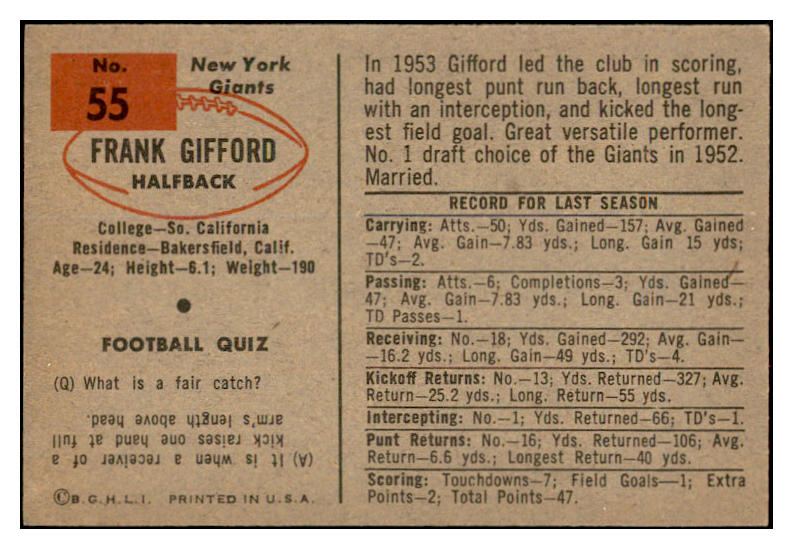 No.
55
New York
Giants
FRANK GIFFORD
HALFBACK
College—So. California
Residence—Bakersfield, Calif.
Age—24; Height—6.1; Weight—190
FOOTBALL QUIZ
(Q) What is a fair catch?
(A) It is when a receiver of a
kick raises one hand at full
arm's length above head.
©B.G.H.L.I. PRINTED IN U.S.A.
In 1953 Gifford led the club in scoring,
had longest punt run back, longest run
with an interception, and kicked the long-
est field goal. Great versatile performer.
No. 1 draft choice of the Giants in 1952.
Married.
RECORD FOR LAST SEASON
Carrying: Atts.—50; Yds. Gained—157; Avg. Gained
—47; Avg. Gain—7.83 yds.; Long. Gain 15 yds;
TD's—2.
Passing: Atts.—6; Completions—3; Yds. Gained—
47; Avg. Gain—7.83 yds.; Long. Gain—21 yds.;
TD Passes—1.
Receiving: No.—18; Yds. Gained—292; Avg. Gain—
—16.2 yds.; Long. Gain—49 yds.; TD's—4.
Kickoff Returns: No.—13; Yds. Returned—327; Avg.
Return—25.2 yds.; Long. Return—55 yds.
Intercepting: No.—1; Yds. Returned—66; TD's—1.
Punt Returns: No.—16; Yds. Returned—106; Avg.
Return—6.6 yds.; Longest Return—40 yds.
Scoring: Touchdowns—7; Field Goals—1; Extra
Points—2; Total Points—47.